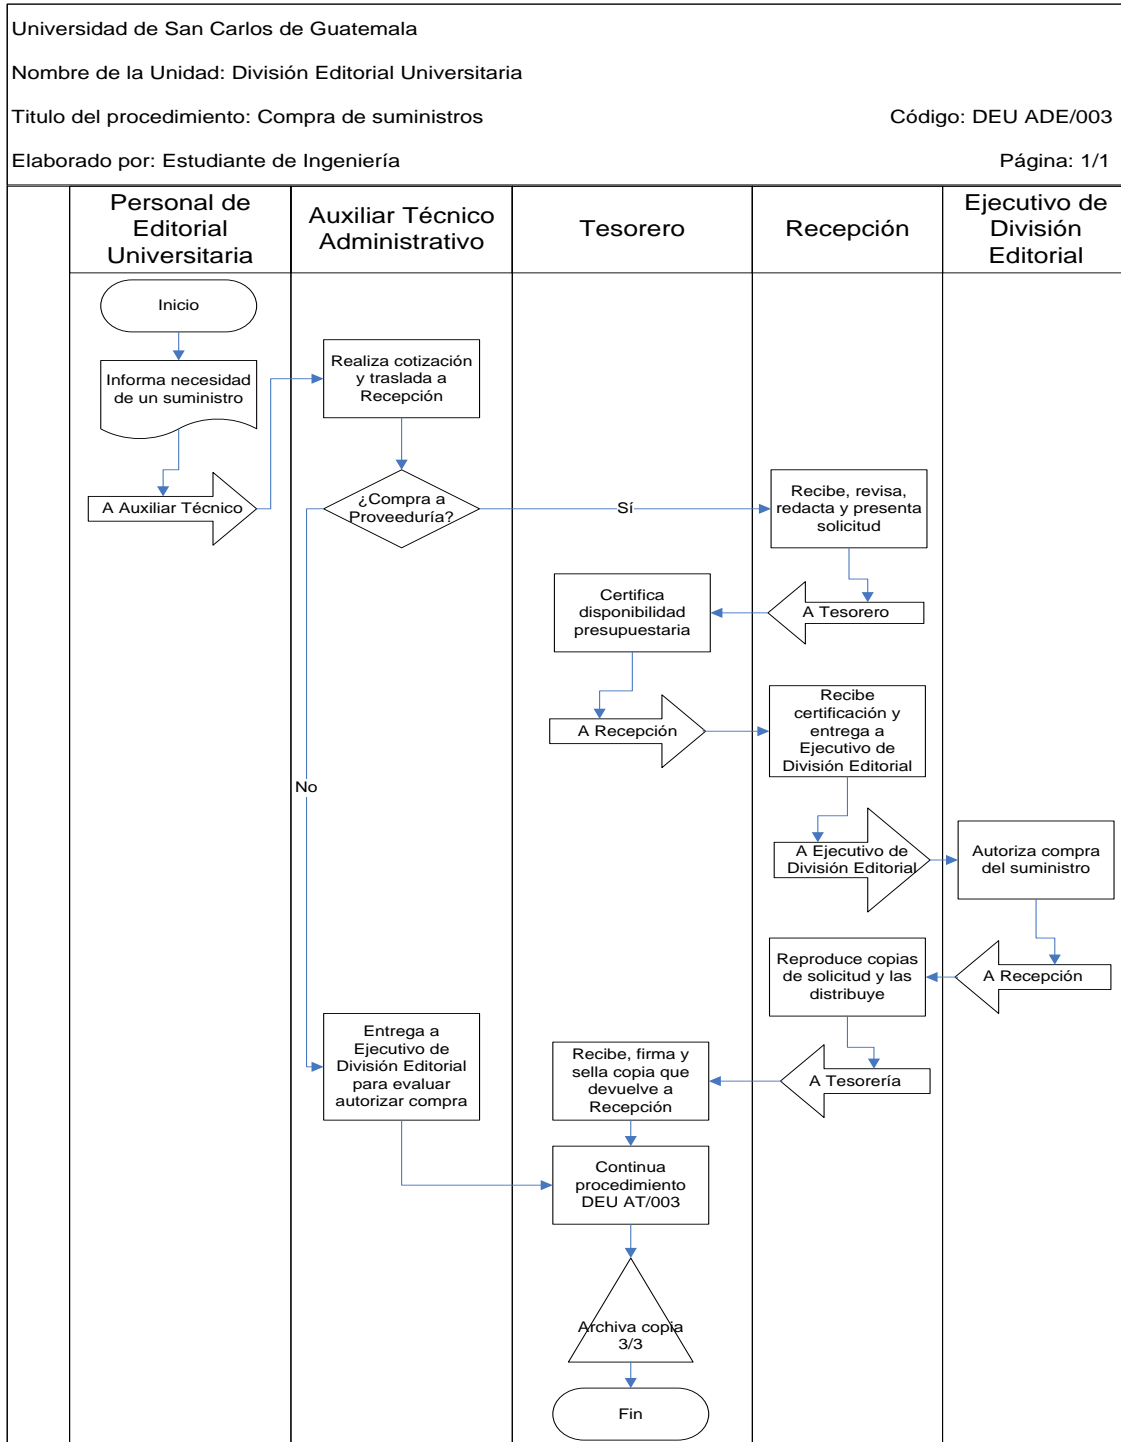 Universidad de San Carlos de Guatemala
Nombre de la Unidad: División Editorial Universitaria
Titulo del procedimiento: Compra de suministros
Código: DEU ADE/003
Elaborado por: Estudiante de Ingeniería
Página: 1/1
Personal de
Editorial
Universitaria
Auxiliar Técnico
Administrativo
Tesorero
Recepción
Ejecutivo de
División
Editorial
Inicio
Informa necesidad
de un suministro
A Auxiliar Técnico
Realiza cotización
y traslada a
Recepción
¿Compra a
Proveeduría?
Sí
Recibe, revisa,
redacta y presenta
solicitud
A Tesorero
Certifica
disponibilidad
presupuestaria
A Recepción
Recibe
certificación y
entrega a
Ejecutivo de
División Editorial
No
A Ejecutivo de
División Editorial
Autoriza compra
del suministro
A Recepción
Reproduce copias
de solicitud y las
distribuye
A Tesorería
Entrega a
Ejecutivo de
División Editorial
para evaluar
autorizar compra
Recibe, firma y
sella copia que
devuelve a
Recepción
Continua
procedimiento
DEU AT/003
Archiva copia
3/3
Fin